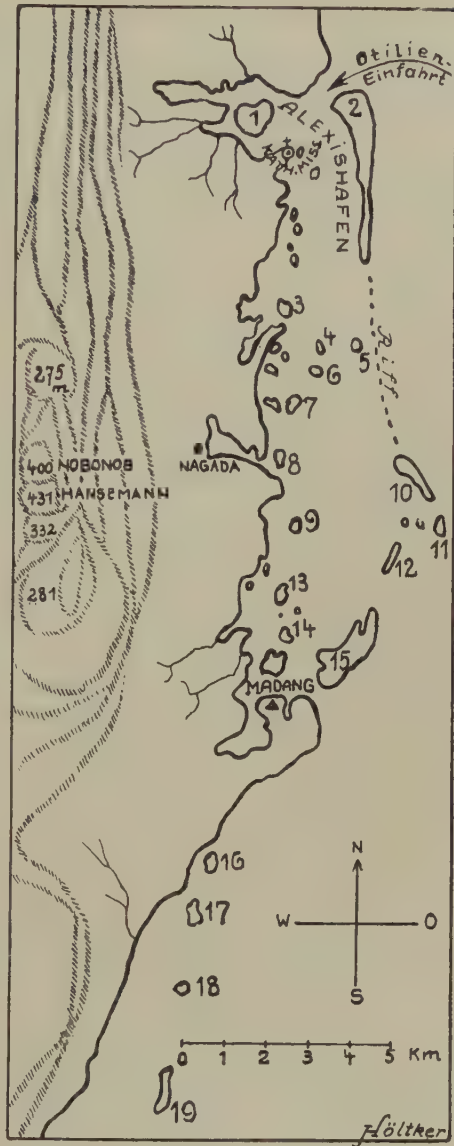 Otilien-
Einfahrt
1
2
ALEXISHAFEN
KATH. MISS.
3
4
5
6
Riff
275
m
7
400 NOBONOB
NAGADA
8
431 HANSEMANN
10
332
9
11
12
281
13
14
15
MADANG
16
N
17
W O
S
18
0 1 2 3 4 5 Km
19
Höltker